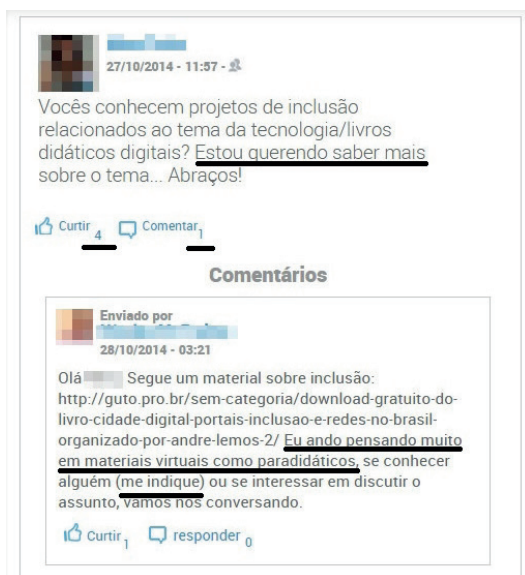 27/10/2014 - 11:57 -
Vocês conhecem projetos de inclusão
relacionados ao tema da tecnologia/livros
didáticos digitais? Estou querendo saber mais
sobre o tema... Abraços!
Curtir 4 Comentar 1
Comentários
Enviado por
28/10/2014 - 03:21
Olá Segue um material sobre inclusão:
http://guto.pro.br/sem-categoria/download-gratuito-do-
livro-cidade-digital-portais-inclusao-e-redes-no-brasil-
organizado-por-andre-lemos-2/ Eu ando pensando muito
em materiais virtuais como paradidáticos, se conhecer
alguém (me indique) ou se interessar em discutir o
assunto, vamos nos conversando.
Curtir 1 responder 0